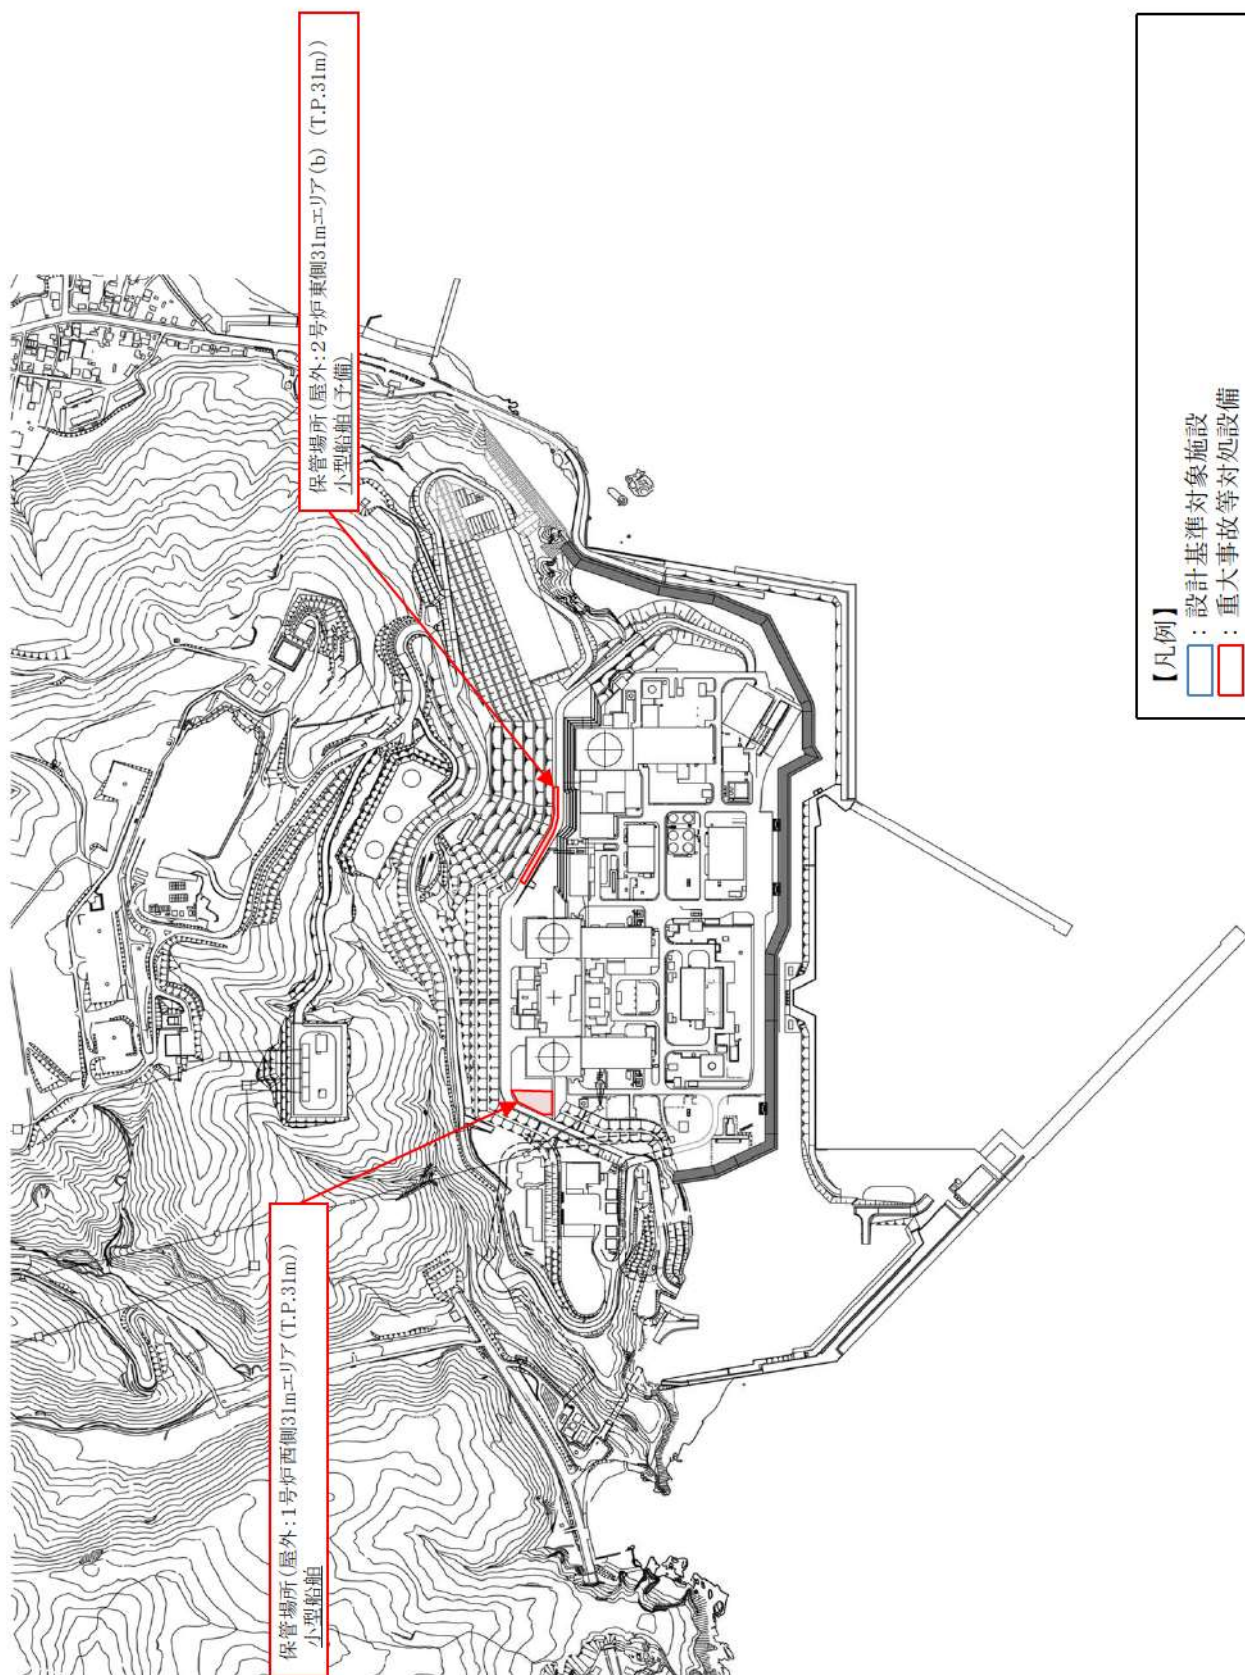 保管場所(屋外:1号炉西側31mエリア(T.P.31m))
小型船舶
保管場所(屋外:2号炉東側31mエリア(b) (T.P.31m))
小型船舶(予備)
【凡例】
:設計基準対象施設
:重大事故等対処設備